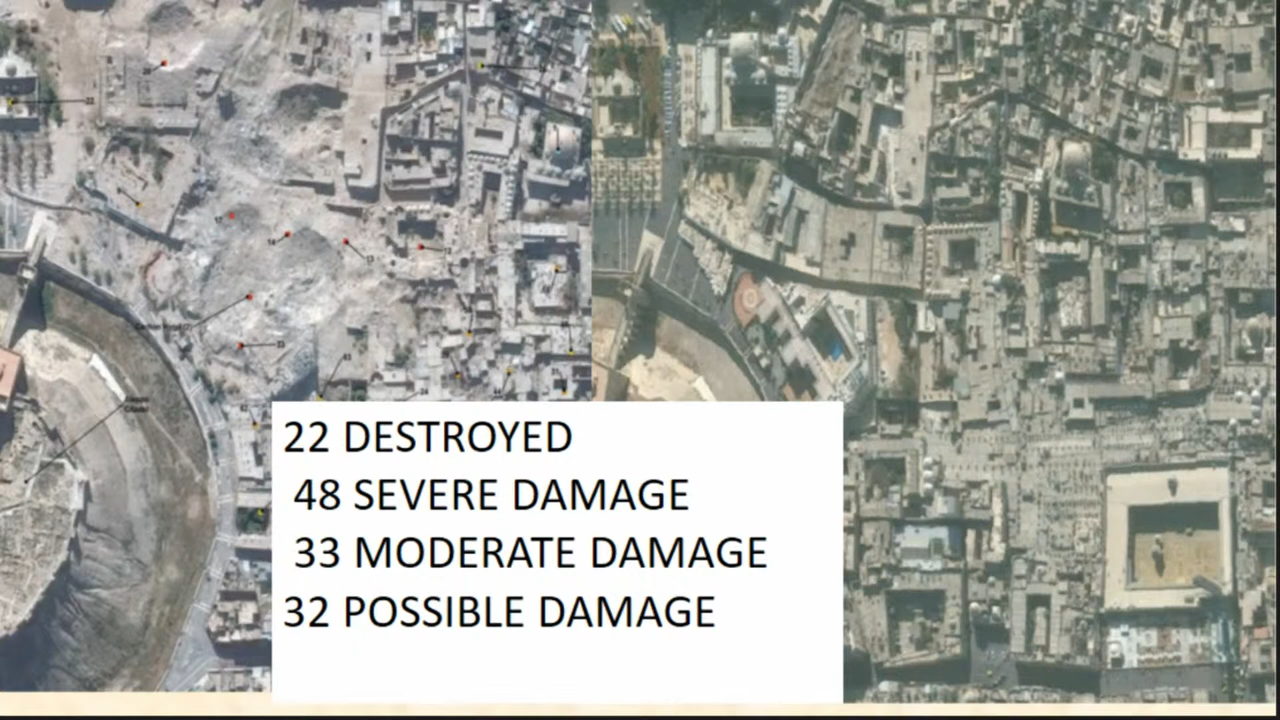 22 DESTROYED
48 SEVERE DAMAGE
33 MODERATE DAMAGE
32 POSSIBLE DAMAGE